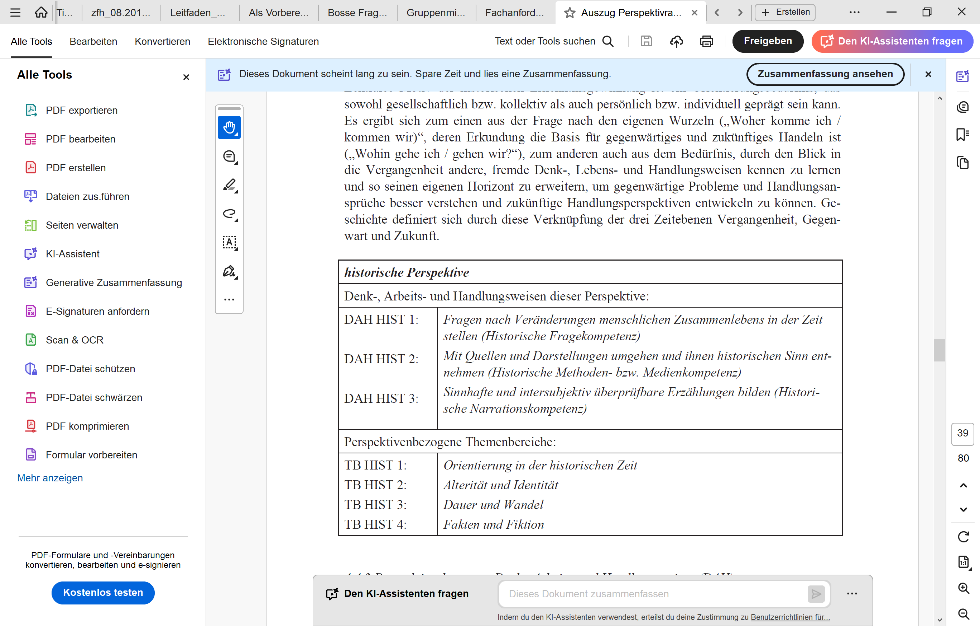 Ti...
zfh_08.201...
Leitfaden_...
Als Vorbere...
Bosse Frag...
Gruppenmi...
Fachanford...
Auszug Perspektivra...
Erstellen
Alle Tools
Bearbeiten
Konvertieren
Elektronische Signaturen
Text oder Tools suchen
Freigeben
Den KI-Assistenten fragen
Alle Tools
Dieses Dokument scheint lang zu sein. Spare Zeit und lies eine Zusammenfassung.
Zusammenfassung ansehen
PDF exportieren
PDF bearbeiten
PDF erstellen
Dateien zus.führen
Seiten verwalten
KI-Assistent
Generative Zusammenfassung
E-Signaturen anfordern
Scan & OCR
PDF-Datei schützen
PDF-Datei schwärzen
PDF komprimieren
Formular vorbereiten
Mehr anzeigen
PDF-Formulare und -Vereinbarungen
konvertieren, bearbeiten und e-signieren
Kostenlos testen
sowohl gesellschaftlich bzw. kollektiv als auch persönlich bzw. individuell geprägt sein kann.
Es ergibt sich zum einen aus der Frage nach den eigenen Wurzeln („Woher komme ich /
kommen wir)“, deren Erkundung die Basis für gegenwärtiges und zukünftiges Handeln ist
(„Wohin gehe ich / gehen wir?“), zum anderen auch aus dem Bedürfnis, durch den Blick in
die Vergangenheit andere, fremde Denk-, Lebens- und Handlungsweisen kennen zu lernen
und so seinen eigenen Horizont zu erweitern, um gegenwärtige Probleme und Handlungsan-
sprüche besser verstehen und zukünftige Handlungsperspektiven entwickeln zu können. Ge-
schichte definiert sich durch diese Verknüpfung der drei Zeitebenen Vergangenheit, Gegen-
wart und Zukunft.
historische Perspektive
Denk-, Arbeits- und Handlungsweisen dieser Perspektive:
DAH HIST 1: Fragen nach Veränderungen menschlichen Zusammenlebens in der Zeit
stellen (Historische Fragekompetenz)
DAH HIST 2: Mit Quellen und Darstellungen umgehen und ihnen historischen Sinn ent-
nehmen (Historische Methoden- bzw. Medienkompetenz)
DAH HIST 3: Sinnhafte und intersubjektiv überprüfbare Erzählungen bilden (Histori-
sche Narrationskompetenz)
Perspektivenbezogene Themenbereiche:
TB HIST 1: Orientierung in der historischen Zeit
TB HIST 2: Alterität und Identität
TB HIST 3: Dauer und Wandel
TB HIST 4: Fakten und Fiktion
Den KI-Assistenten fragen
Dieses Dokument zusammenfassen
Indem du den KI-Assistenten verwendest, erteilst du deine Zustimmung zu Benutzerrichtlinien für...
39
80
1:1